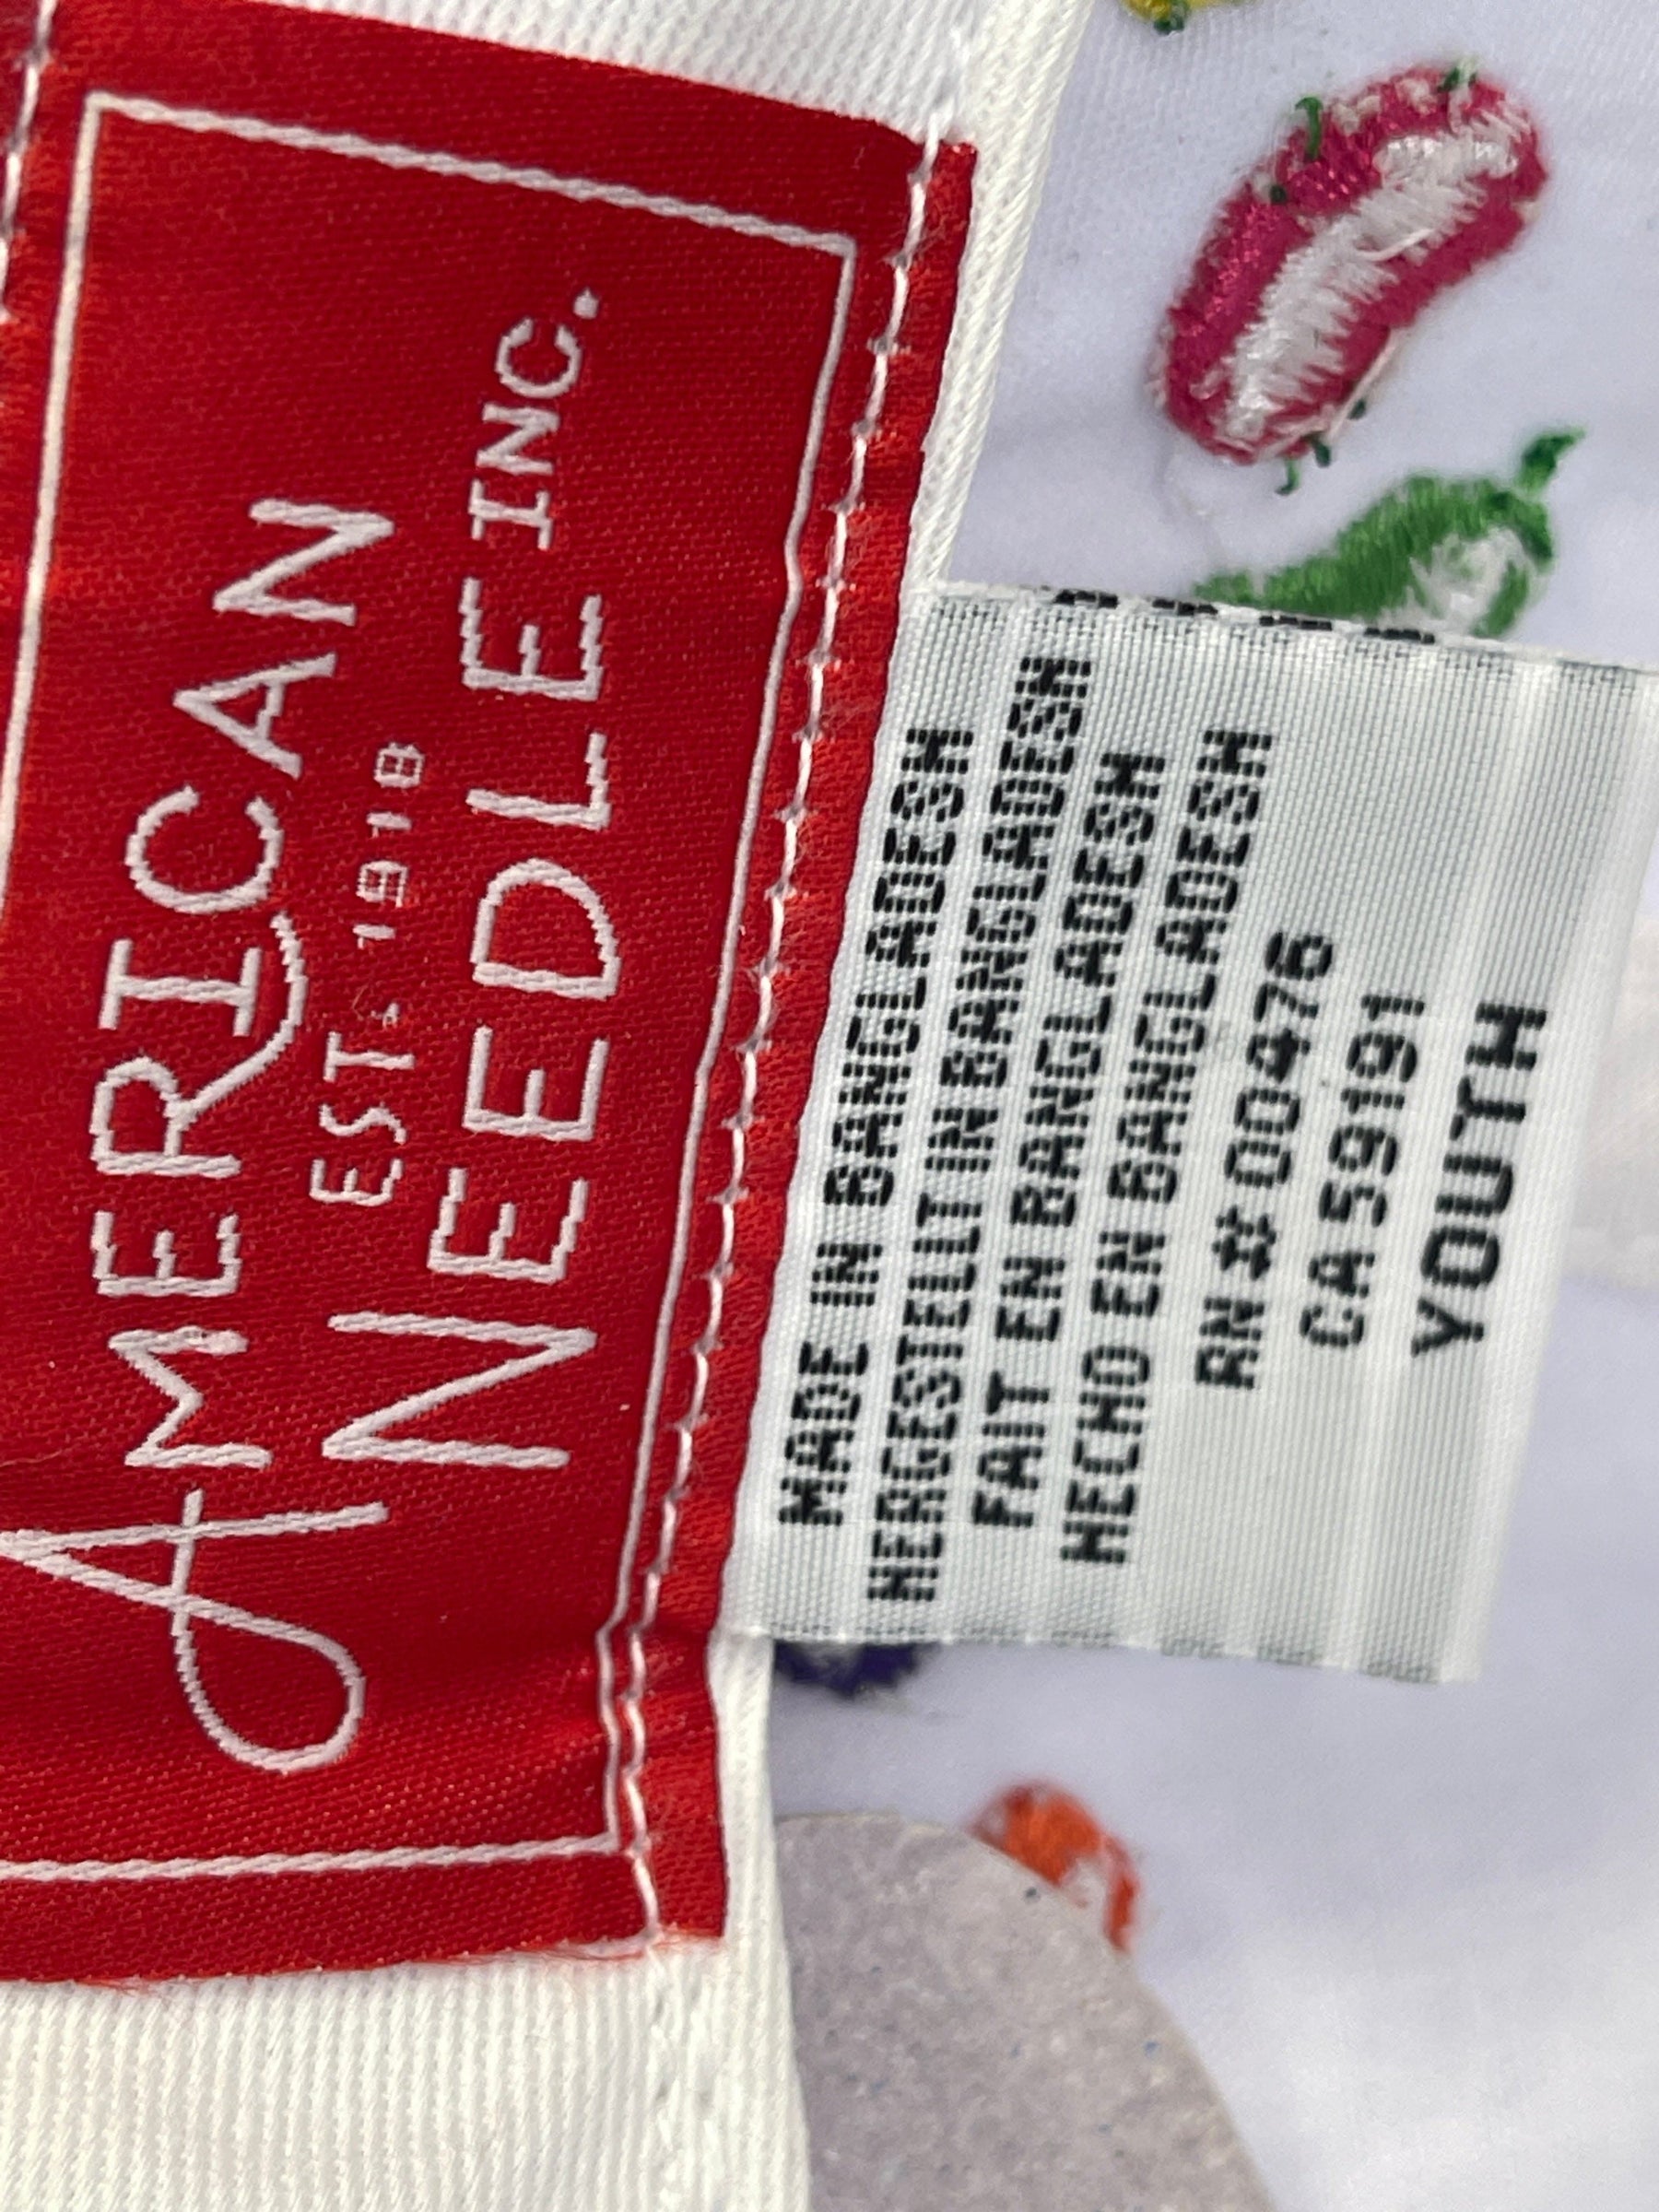 AMERICAN
EST. 1918
NEEDLE INC.
MADE IN BANGLADESH
HERGESTELLT IN BANGLADESH
FAIT EN BANGLADESH
HECHO EN BANGLADESH
RN # 00476
CA 59191
YOUTH